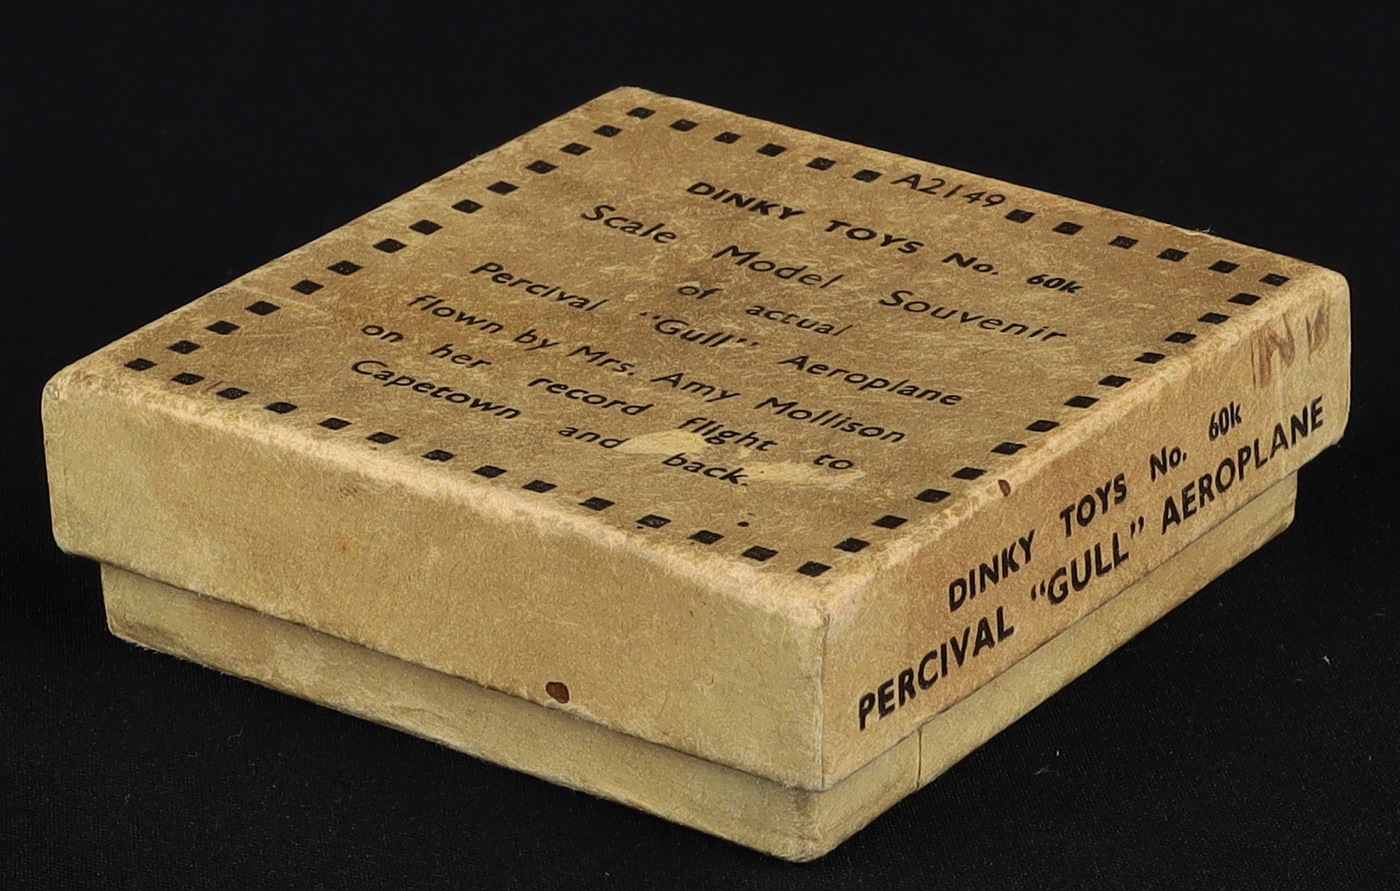 A2149
DINKY TOYS No. 60k
Scale Model Souvenir
of actual
Percival "Gull" Aeroplane
flown by Mrs. Amy Mollison
on her record flight to
Capetown and back.
DINKY TOYS No. 60k
PERCIVAL "GULL" AEROPLANE